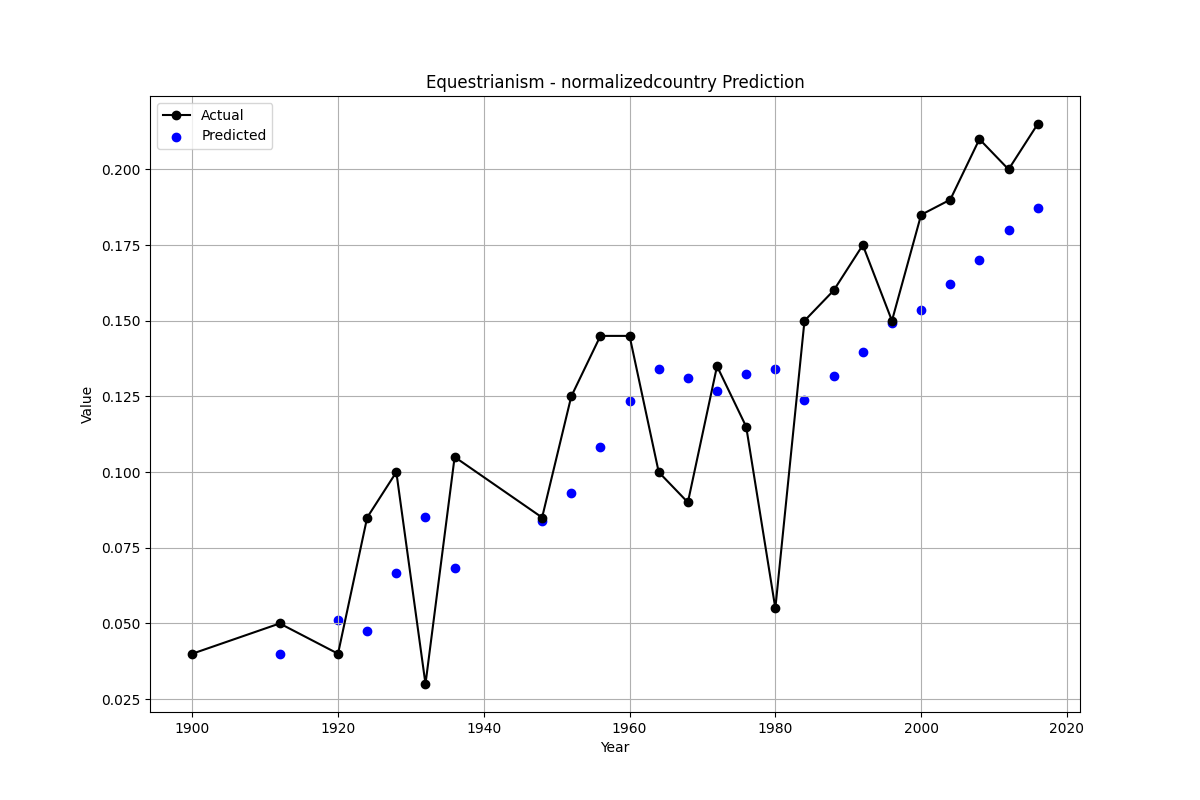 Equestrianism - normalizedcountry Prediction
Actual
Predicted
0.200
0.175
0.150
0.125
0.100
0.075
0.050
0.025
Value
1900 1920 1940 1960 1980 2000 2020
Year